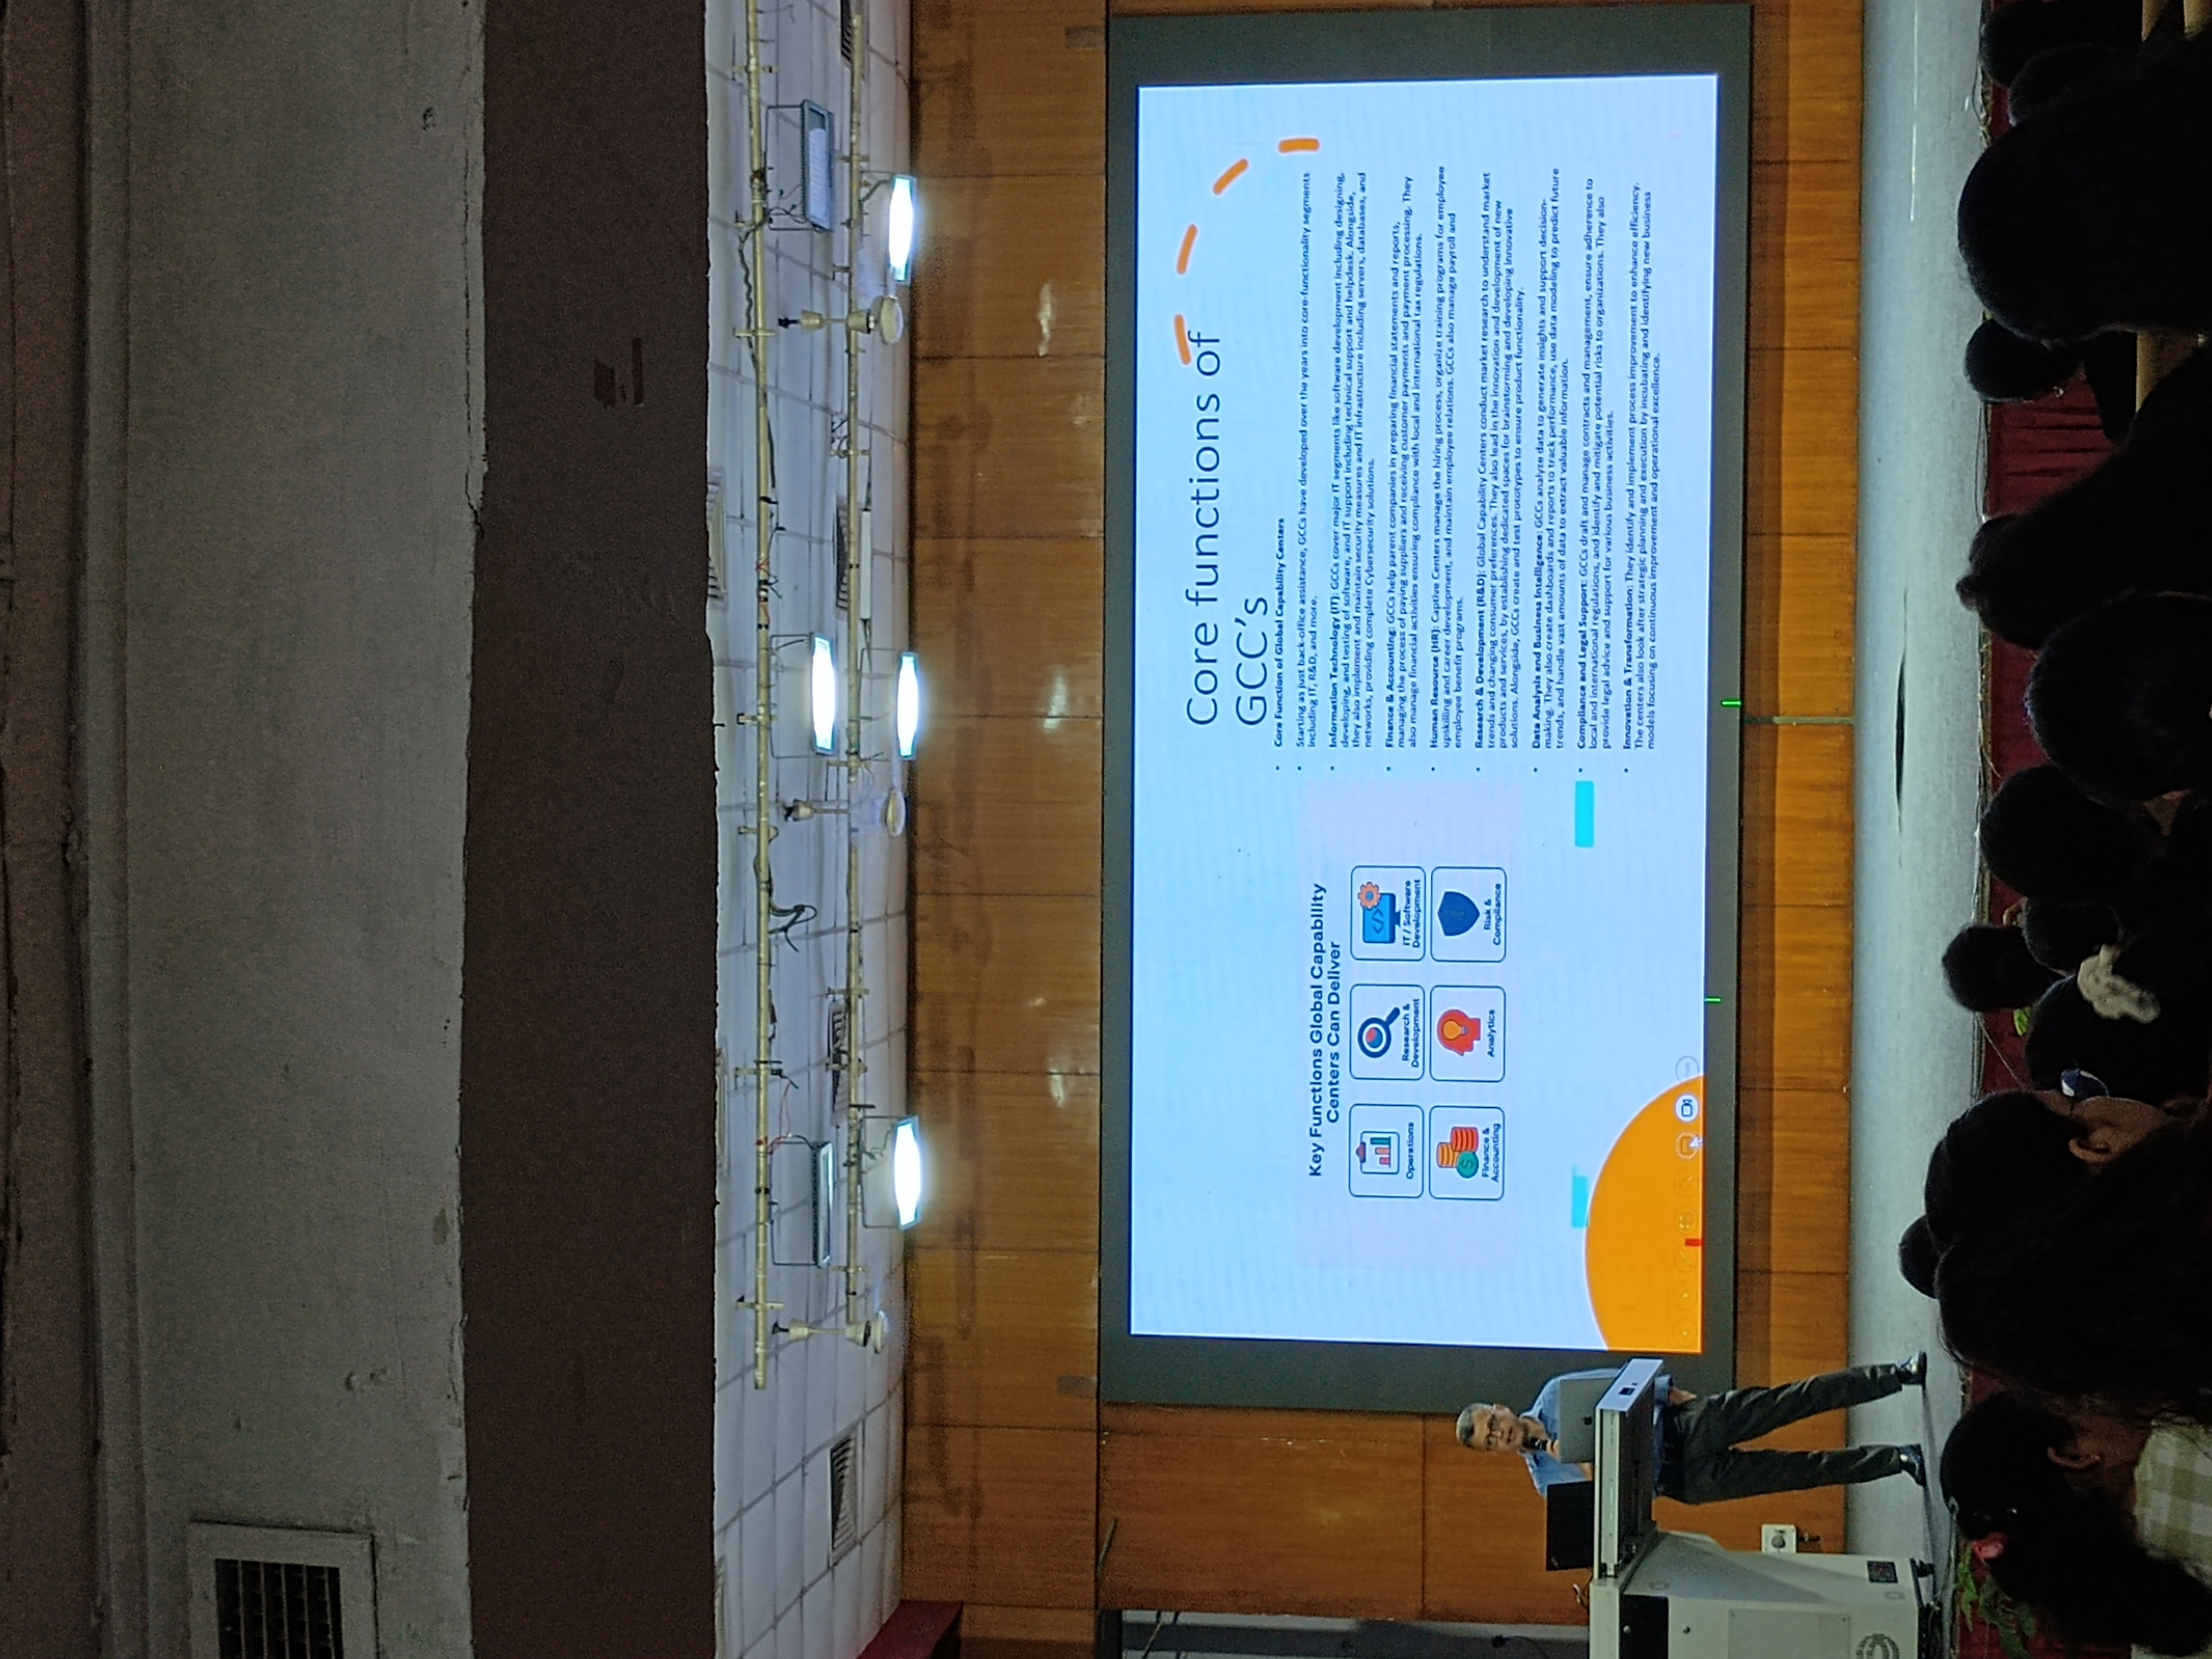 Core functions of
GCC's
Key Functions Global Capability
Centers Can Deliver
Operations
Research &
Development
IT / Software
Development
Finance &
Accounting
Analytics
Risk &
Compliance
• Core Function of Global Capability Centers
• Starting as just back-office assistance, GCCs have developed over the years into core-functionality segments
including IT, R&D, and more.
• Information Technology (IT): GCCs cover major IT segments like software development including designing,
developing, and testing of software, and IT support including technical support and helpdesk. Alongside,
they also implement and maintain security measures and IT infrastructure including servers, databases, and
networks, providing complete Cybersecurity solutions.
• Finance & Accounting: GCCs help parent companies in preparing financial statements and reports,
managing the process of paying suppliers and receiving customer payments and payment processing. They
also manage financial activities ensuring compliance with local and international tax regulations.
• Human Resource (HR): Captive Centers manage the hiring process, organize training programs for employee
upskilling and career development, and maintain employee relations. GCCs also manage payroll and
employee benefit programs.
• Research & Development (R&D): Global Capability Centers conduct market research to understand market
trends and changing consumer preferences. They also lead in the innovation and development of new
products and services, by establishing dedicated spaces for brainstorming and developing innovative
solutions. Alongside, GCCs create and test prototypes to ensure product functionality.
• Data Analysis and Business Intelligence: GCCs analyze data to generate insights and support decision-
making. They also create dashboards and reports to track performance, use data modeling to predict future
trends, and handle vast amounts of data to extract valuable information.
• Compliance and Legal Support: GCCs draft and manage contracts and management, ensure adherence to
local and international regulations, and identify and mitigate potential risks to organizations. They also
provide legal advice and support for various business activities.
• Innovation & Transformation: They identify and implement process improvement to enhance efficiency.
The centers also look after strategic planning and execution by incubating and identifying new business
models focusing on continuous improvement and operational excellence.